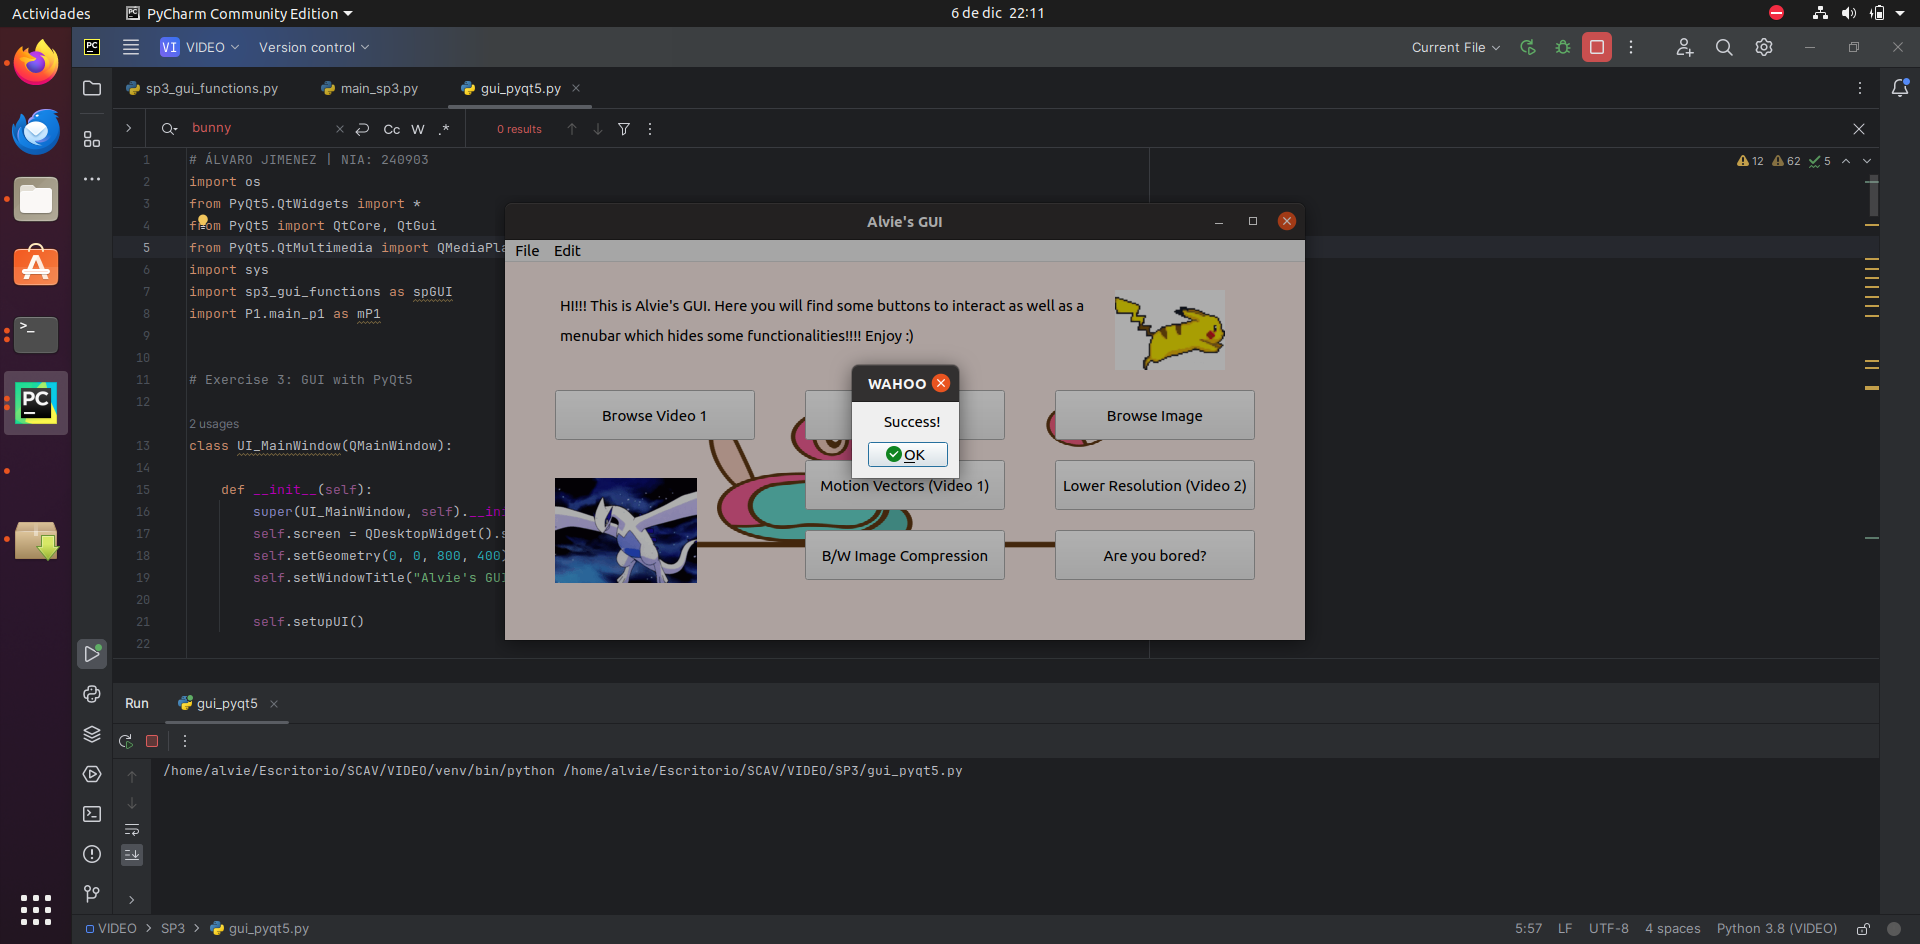 Actividades
PyCharm Community Edition
6 de dic 22:11
PC
VI VIDEO
Version control
Current File
sp3_gui_functions.py
main_sp3.py
gui_pyqt5.py
bunny
Cc W .*
0 results
12 62 5
1 # ÁLVARO JIMENEZ | NIA: 240903
2 import os
3 from PyQt5.QtWidgets import *
4 from PyQt5 import QtCore, QtGui
5 from PyQt5.QtMultimedia import QMediaPla
6 import sys
7 import sp3_gui_functions as spGUI
8 import P1.main_p1 as mP1
9
10
11 # Exercise 3: GUI with PyQt5
12
2 usages
13 class UI_MainWindow(QMainWindow):
14
15 def __init__(self):
16 super(UI_MainWindow, self).__in
17 self.screen = QDesktopWidget().s
18 self.setGeometry(0, 0, 800, 400)
19 self.setWindowTitle("Alvie's GUI
20
21 self.setupUI()
22
Alvie's GUI
File Edit
HI!!! This is Alvie's GUI. Here you will find some buttons to interact as well as a
menubar which hides some functionalities!!!! Enjoy :)
Browse Video 1
Browse Image
WAHOO
Success!
OK
Motion Vectors (Video 1)
Lower Resolution (Video 2)
B/W Image Compression
Are you bored?
PC
Run
gui_pyqt5
/home/alvie/Escritorio/SCAV/VIDEO/venv/bin/python /home/alvie/Escritorio/SCAV/VIDEO/SP3/gui_pyqt5.py
VIDEO > SP3 > gui_pyqt5.py
5:57 LF UTF-8 4 spaces Python 3.8 (VIDEO)